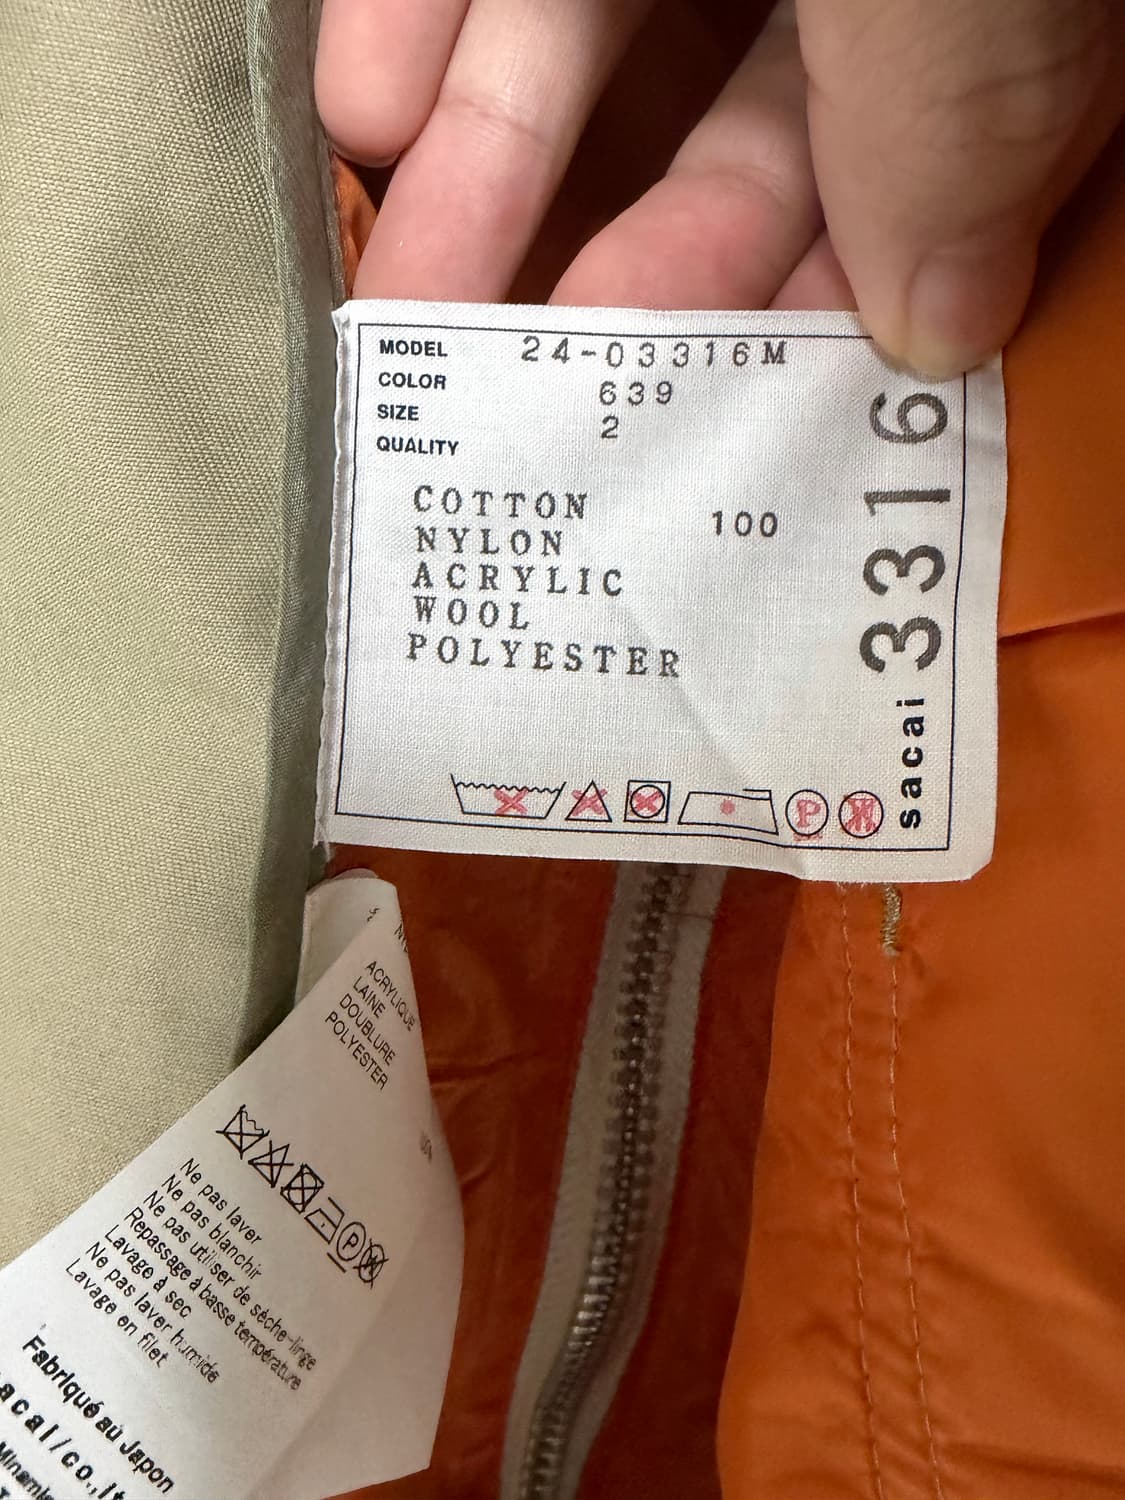 MODEL 24-03316M
COLOR 639
SIZE 2
QUALITY
COTTON
NYLON 100
ACRYLIC
WOOL
POLYESTER
sacai 3316
P
ACRYLIQUE
LAINE
DOUBLURE
POLYESTER
P W
Ne pas laver
Ne pas blanchir
Ne pas utiliser de sèche-linge
Repassage à basse température
Lavage à sec
Ne pas laver humide
Lavage en filet
Fabriqué au Japon
acai/co.,